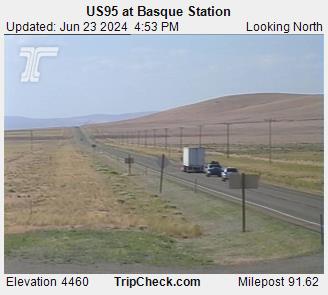 US95 at Basque Station
Updated: Jun 23 2024 4:53 PM Looking North
Elevation 4460 TripCheck.com Milepost 91.62